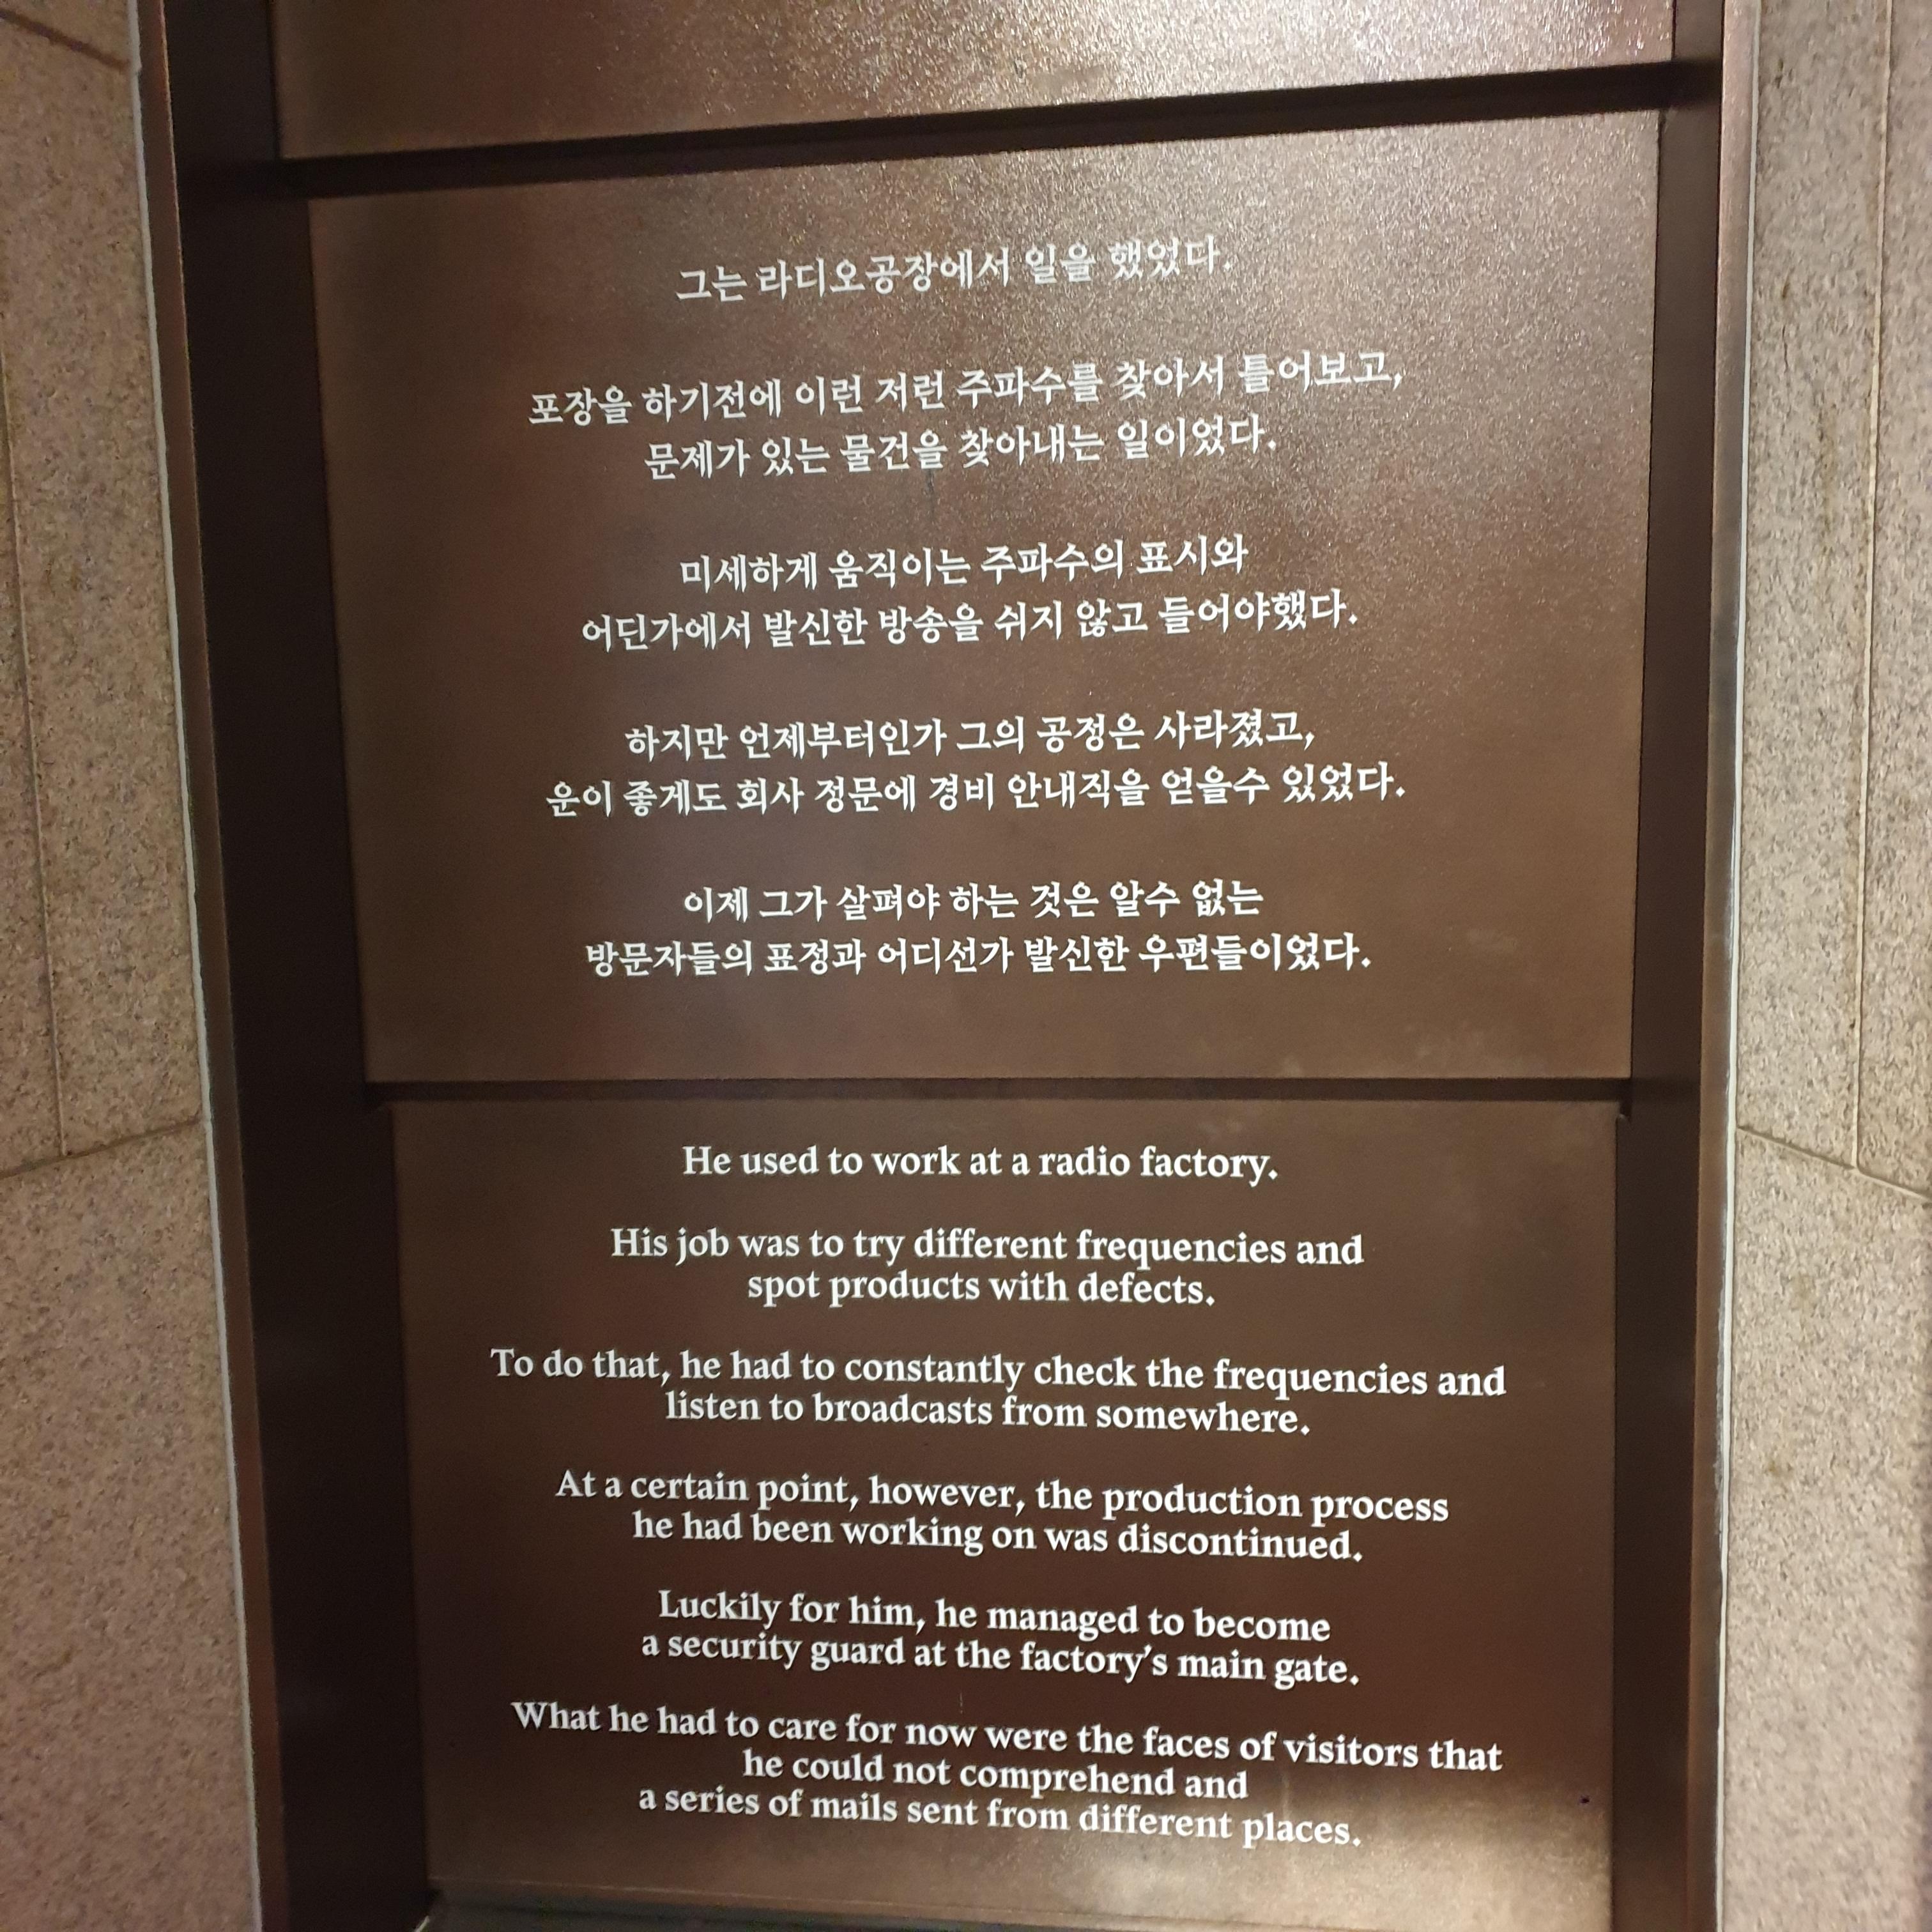 그는 라디오공장에서 일을 했었다.
포장을 하기전에 이런 저런 주파수를 찾아서 틀어보고,
문제가 있는 물건을 찾아내는 일이었다.
미세하게 움직이는 주파수의 표시와
어딘가에서 발신한 방송을 쉬지 않고 들어야했다.
하지만 언제부터인가 그의 공정은 사라졌고,
운이 좋게도 회사 정문에 경비 안내직을 얻을수 있었다.
이제 그가 살펴야 하는 것은 알수 없는
방문자들의 표정과 어디선가 발신한 우편들이었다.
He used to work at a radio factory.
His job was to try different frequencies and
spot products with defects.
To do that, he had to constantly check the frequencies and
listen to broadcasts from somewhere.
At a certain point, however, the production process
he had been working on was discontinued.
Luckily for him, he managed to become
a security guard at the factory's main gate.
What he had to care for now were the faces of visitors that
he could not comprehend and
a series of mails sent from different places.